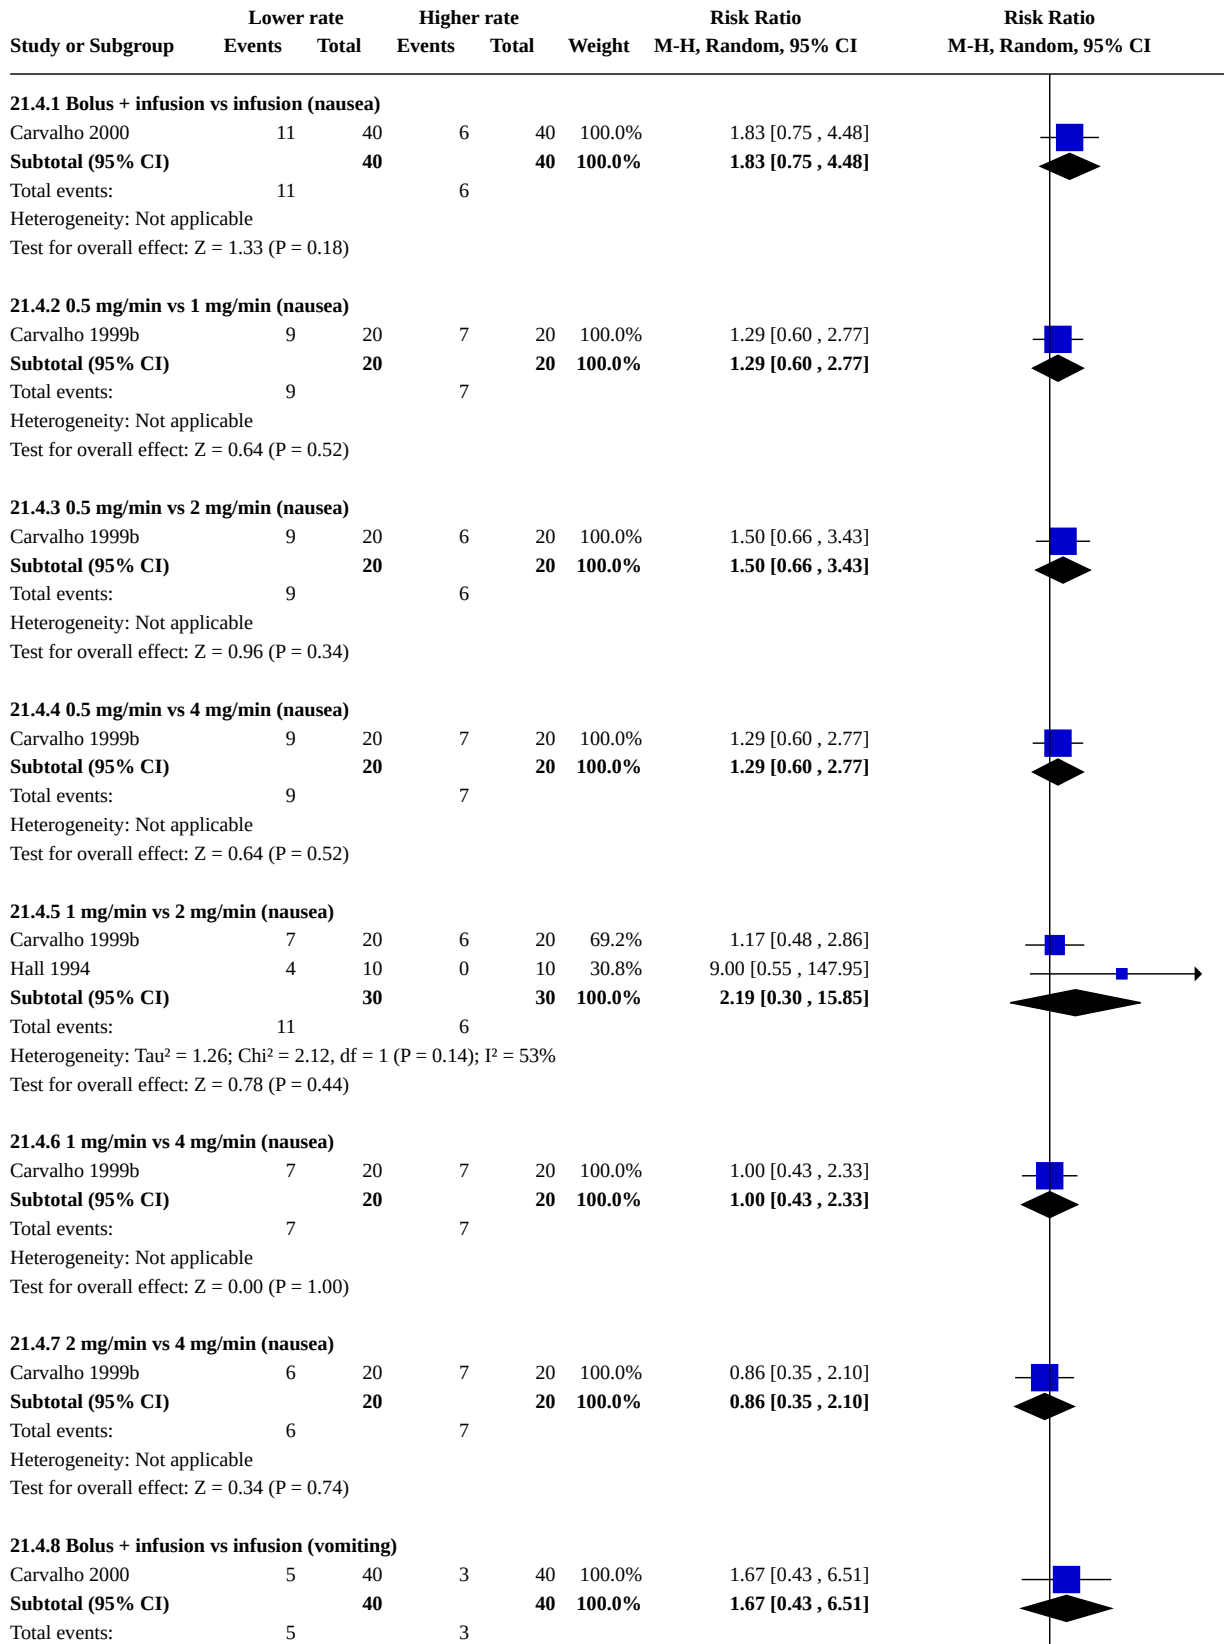 Lower rate Higher rate Risk Ratio Risk Ratio
Study or Subgroup Events Total Events Total Weight M-H, Random, 95% CI M-H, Random, 95% CI
21.4.1 Bolus + infusion vs infusion (nausea)
Carvalho 2000 11 40 6 40 100.0% 1.83 [0.75 , 4.48]
Subtotal (95% CI) 40 40 100.0% 1.83 [0.75 , 4.48]
Total events: 11 6
Heterogeneity: Not applicable
Test for overall effect: Z = 1.33 (P = 0.18)
21.4.2 0.5 mg/min vs 1 mg/min (nausea)
Carvalho 1999b 9 20 7 20 100.0% 1.29 [0.60 , 2.77]
Subtotal (95% CI) 20 20 100.0% 1.29 [0.60 , 2.77]
Total events: 9 7
Heterogeneity: Not applicable
Test for overall effect: Z = 0.64 (P = 0.52)
21.4.3 0.5 mg/min vs 2 mg/min (nausea)
Carvalho 1999b 9 20 6 20 100.0% 1.50 [0.66 , 3.43]
Subtotal (95% CI) 20 20 100.0% 1.50 [0.66 , 3.43]
Total events: 9 6
Heterogeneity: Not applicable
Test for overall effect: Z = 0.96 (P = 0.34)
21.4.4 0.5 mg/min vs 4 mg/min (nausea)
Carvalho 1999b 9 20 7 20 100.0% 1.29 [0.60 , 2.77]
Subtotal (95% CI) 20 20 100.0% 1.29 [0.60 , 2.77]
Total events: 9 7
Heterogeneity: Not applicable
Test for overall effect: Z = 0.64 (P = 0.52)
21.4.5 1 mg/min vs 2 mg/min (nausea)
Carvalho 1999b 7 20 6 20 69.2% 1.17 [0.48 , 2.86]
Hall 1994 4 10 0 10 30.8% 9.00 [0.55 , 147.95]
Subtotal (95% CI) 30 30 100.0% 2.19 [0.30 , 15.85]
Total events: 11 6
Heterogeneity: Tau² = 1.26; Chi² = 2.12, df = 1 (P = 0.14); I² = 53%
Test for overall effect: Z = 0.78 (P = 0.44)
21.4.6 1 mg/min vs 4 mg/min (nausea)
Carvalho 1999b 7 20 7 20 100.0% 1.00 [0.43 , 2.33]
Subtotal (95% CI) 20 20 100.0% 1.00 [0.43 , 2.33]
Total events: 7 7
Heterogeneity: Not applicable
Test for overall effect: Z = 0.00 (P = 1.00)
21.4.7 2 mg/min vs 4 mg/min (nausea)
Carvalho 1999b 6 20 7 20 100.0% 0.86 [0.35 , 2.10]
Subtotal (95% CI) 20 20 100.0% 0.86 [0.35 , 2.10]
Total events: 6 7
Heterogeneity: Not applicable
Test for overall effect: Z = 0.34 (P = 0.74)
21.4.8 Bolus + infusion vs infusion (vomiting)
Carvalho 2000 5 40 3 40 100.0% 1.67 [0.43 , 6.51]
Subtotal (95% CI) 40 40 100.0% 1.67 [0.43 , 6.51]
Total events: 5 3